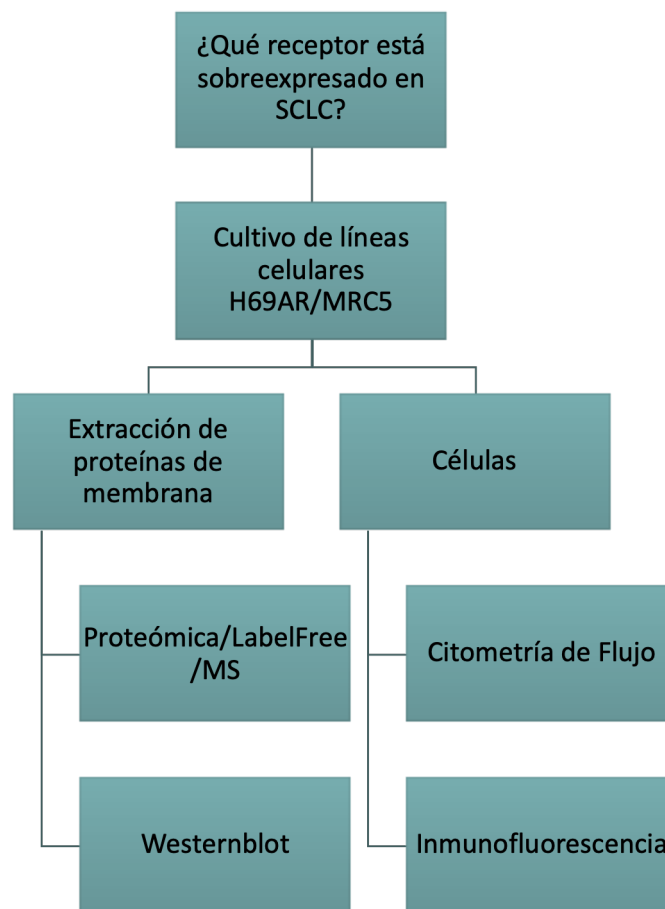 ¿Qué receptor está
sobreexpresado en
SCLC?
Cultivo de líneas
celulares
H69AR/MRC5
Extracción de
proteínas de
membrana
Células
Proteómica/LabelFree
/MS
Citometría de Flujo
Westernblot
Inmunofluorescencia